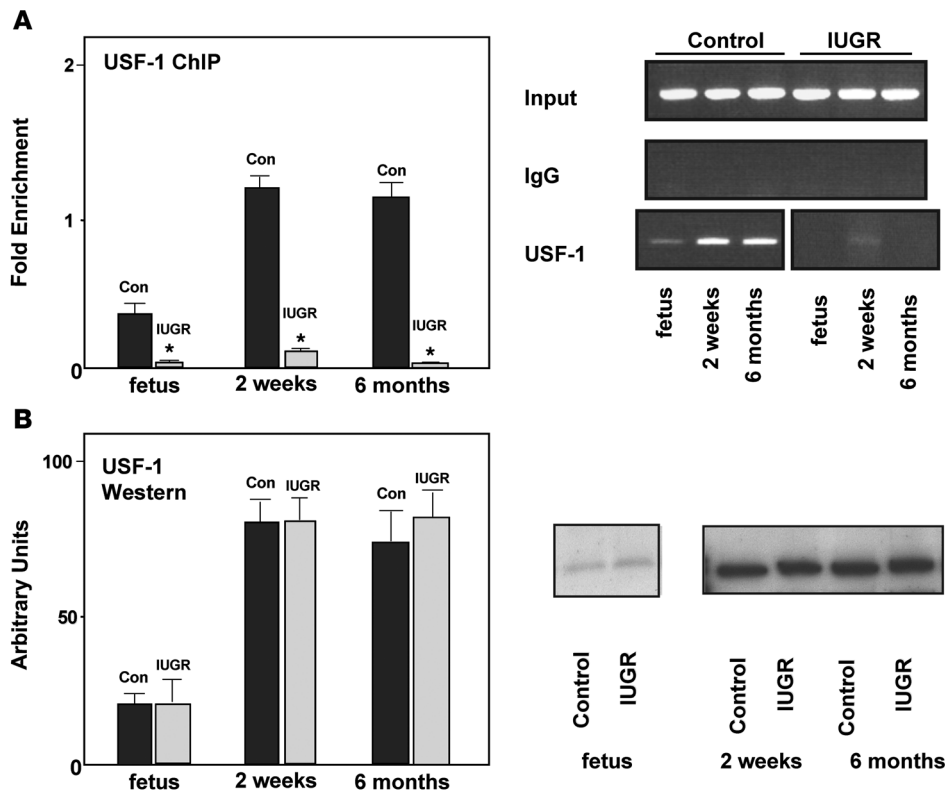 A
USF-1 ChIP
Fold Enrichment
2
1
0
Con
IUGR
*
Con
IUGR
*
Con
IUGR
*
fetus
2 weeks
6 months
Control
IUGR
Input
IgG
USF-1
fetus
2 weeks
6 months
fetus
2 weeks
6 months
B
USF-1
Western
Arbitrary Units
100
50
0
Con
IUGR
Con
IUGR
Con
IUGR
fetus
2 weeks
6 months
Control
IUGR
Control
IUGR
Control
IUGR
fetus
2 weeks
6 months